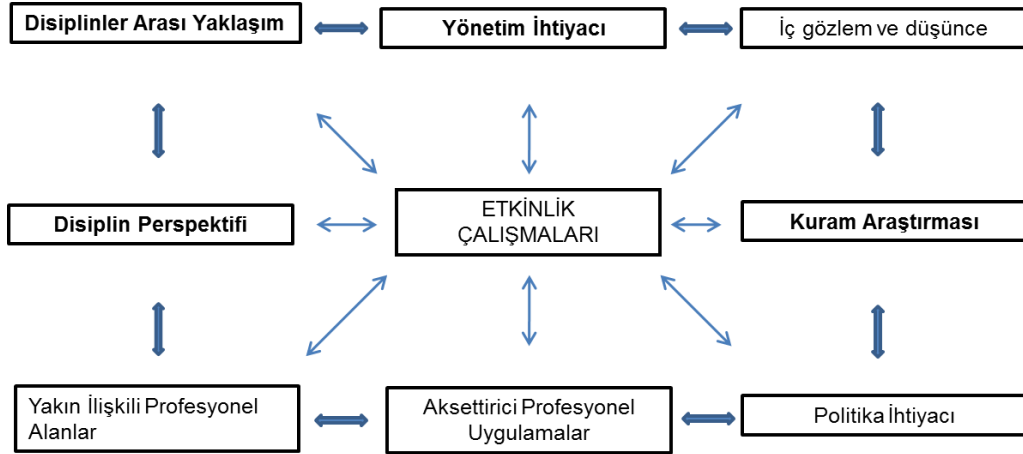 Disiplinler Arası Yaklaşım
Yönetim İhtiyacı
İç gözlem ve düşünce
Disiplin Perspektifi
ETKİNLİK
ÇALIŞMALARI
Kuram Araştırması
Yakın İlişkili Profesyonel
Alanlar
Aksettirici Profesyonel
Uygulamalar
Politika İhtiyacı